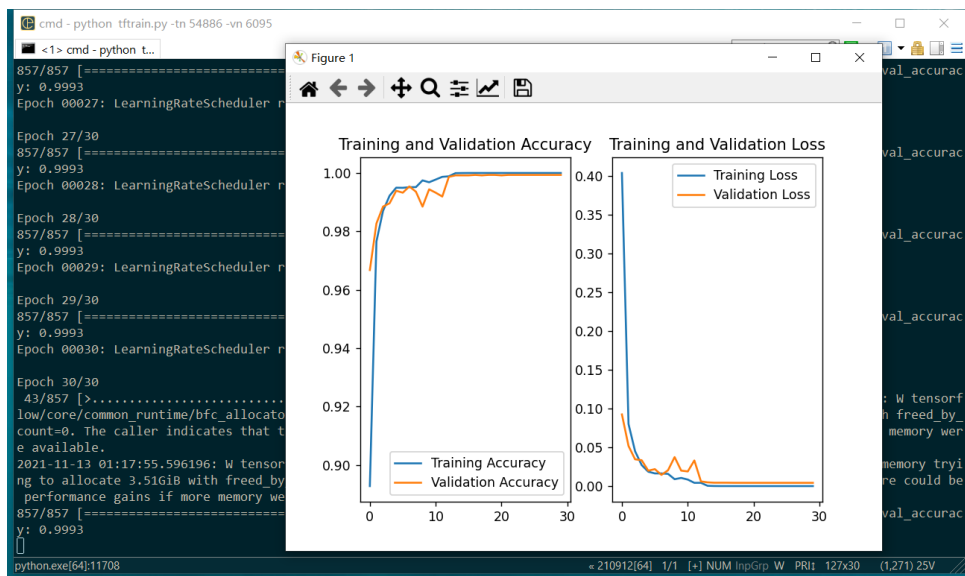 cmd - python  tftrain.py -tn 54886 -vn 6095
<1> cmd - python t...
Figure 1
857/857 [==========================
y: 0.9993
Epoch 00027: LearningRateScheduler r
Epoch 27/30
857/857 [==========================
y: 0.9993
Epoch 00028: LearningRateScheduler r
Epoch 28/30
857/857 [==========================
y: 0.9993
Epoch 00029: LearningRateScheduler r
Epoch 29/30
857/857 [==========================
y: 0.9993
Epoch 00030: LearningRateScheduler r
Epoch 30/30
43/857 [>..........................
low/core/common_runtime/bfc_allocato
count=0. The caller indicates that t
e available.
2021-11-13 01:17:55.596196: W tensor
ng to allocate 3.51GiB with freed_by
performance gains if more memory we
857/857 [==========================
y: 0.9993
val_accurac
val_accurac
val_accurac
val_accurac
: W tensorf
h freed_by_
memory wer
memory tryi
re could be
val_accurac
Training and Validation Accuracy
1.00
0.98
0.96
0.94
0.92
0.90
Training Accuracy
Validation Accuracy
0 10 20 30
Training and Validation Loss
Training Loss
Validation Loss
0.40
0.35
0.30
0.25
0.20
0.15
0.10
0.05
0.00
0 10 20 30
python.exe[64]:11708
« 210912[64] 1/1 [+] NUM InpGrp W PRI↕ 127x30 (1,271) 25V